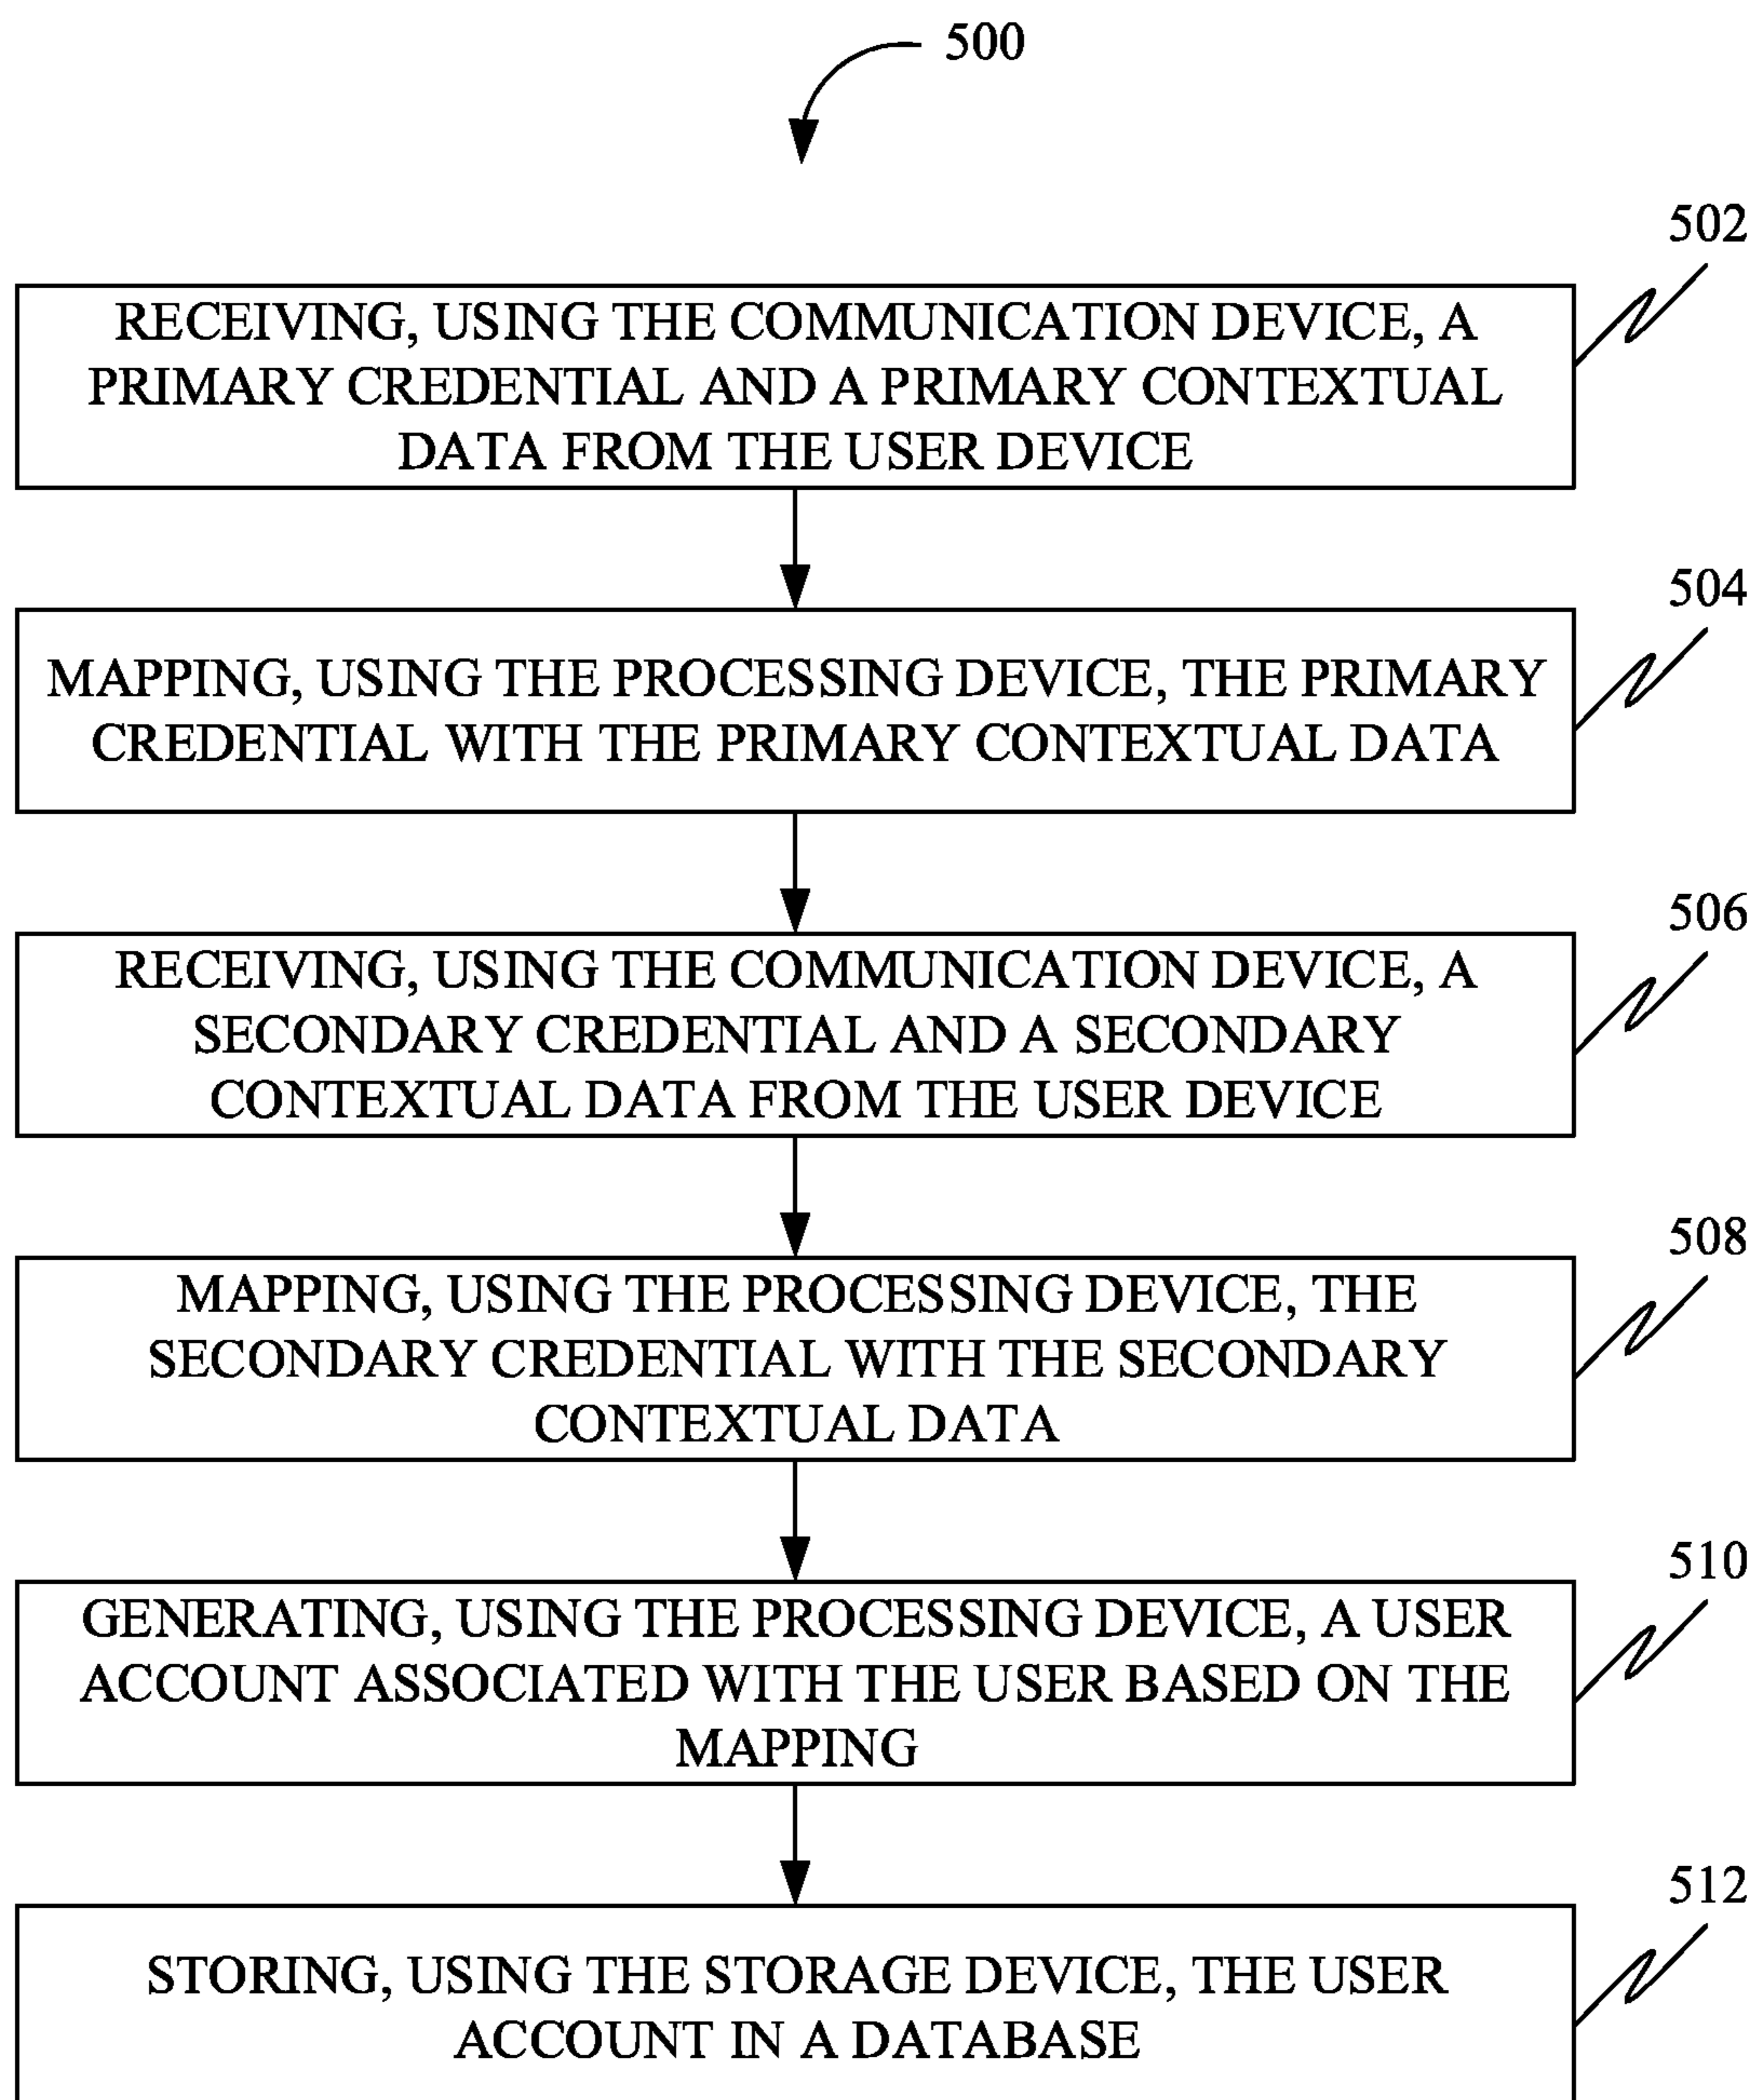 500
502
RECEIVING, USING THE COMMUNICATION DEVICE, A
PRIMARY CREDENTIAL AND A PRIMARY CONTEXTUAL
DATA FROM THE USER DEVICE
504
MAPPING, USING THE PROCESSING DEVICE, THE PRIMARY
CREDENTIAL WITH THE PRIMARY CONTEXTUAL DATA
506
RECEIVING, USING THE COMMUNICATION DEVICE, A
SECONDARY CREDENTIAL AND A SECONDARY
CONTEXTUAL DATA FROM THE USER DEVICE
508
MAPPING, USING THE PROCESSING DEVICE, THE
SECONDARY CREDENTIAL WITH THE SECONDARY
CONTEXTUAL DATA
510
GENERATING, USING THE PROCESSING DEVICE, A USER
ACCOUNT ASSOCIATED WITH THE USER BASED ON THE
MAPPING
512
STORING, USING THE STORAGE DEVICE, THE USER
ACCOUNT IN A DATABASE